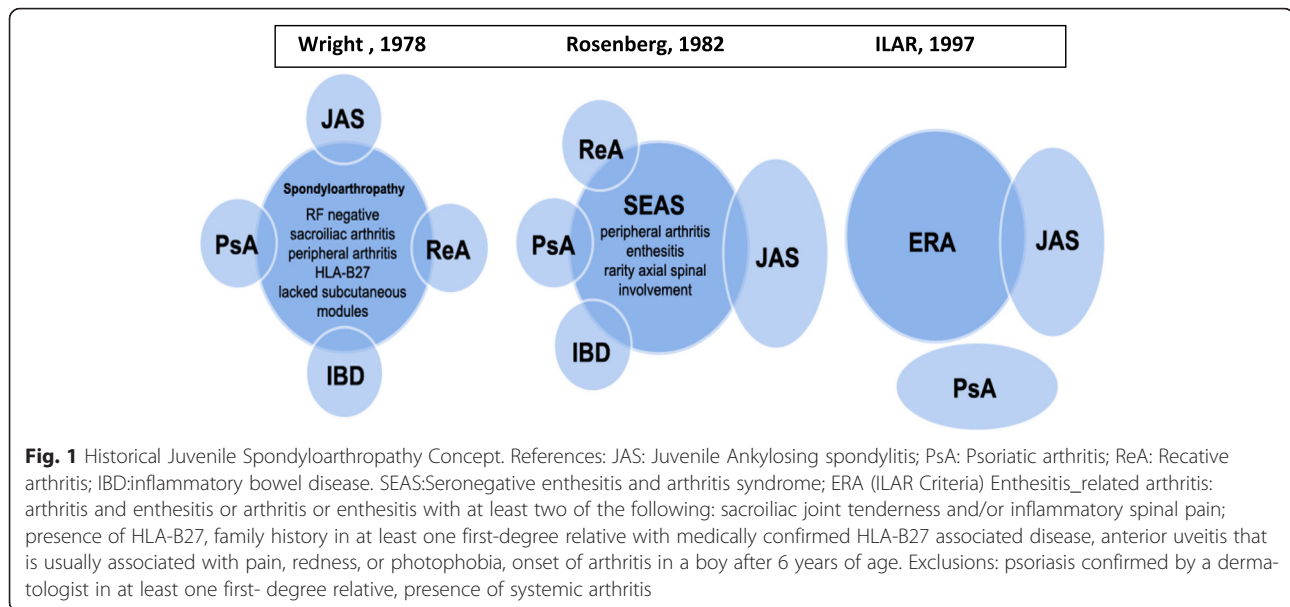 Wright , 1978
Rosenberg, 1982
ILAR, 1997
JAS
Spondyloarthropathy
RF negative
sacroiliac arthritis
peripheral arthritis
HLA-B27
lacked subcutaneous
modules
PsA
ReA
IBD
ReA
SEAS
peripheral arthritis
enthesitis
rarity axial spinal
involvement
PsA
JAS
IBD
ERA
JAS
PsA
Fig. 1 Historical Juvenile Spondyloarthropathy Concept. References: JAS: Juvenile Ankylosing spondylitis; PsA: Psoriatic arthritis; ReA: Recative
arthritis; IBD:inflammatory bowel disease. SEAS:Seronegative enthesitis and arthritis syndrome; ERA (ILAR Criteria) Enthesitis_related arthritis:
arthritis and enthesitis or arthritis or enthesitis with at least two of the following: sacroiliac joint tenderness and/or inflammatory spinal pain;
presence of HLA-B27, family history in at least one first-degree relative with medically confirmed HLA-B27 associated disease, anterior uveitis that
is usually associated with pain, redness, or photophobia, onset of arthritis in a boy after 6 years of age. Exclusions: psoriasis confirmed by a derma-
tologist in at least one first- degree relative, presence of systemic arthritis